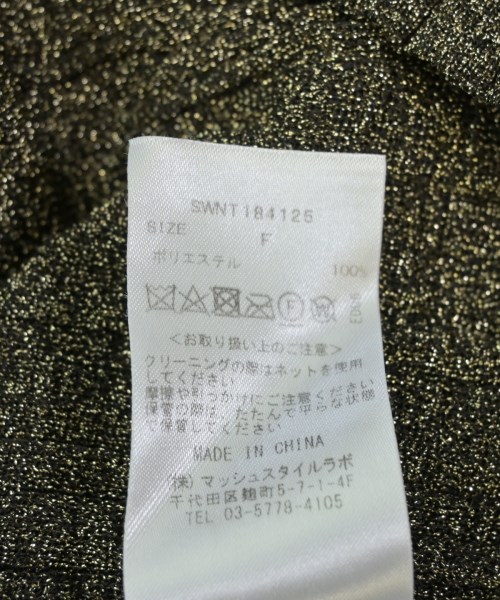 SWNT184125
SIZE F
ポリエステル 100%
<お取り扱い上のご注意>
クリーニングの際はネットを使用
してください
摩擦や引っかけにご注意ください
保管の際は、たたんで平らな状態
で保管してください
MADE IN CHINA
(株)マッシュスタイルラボ
千代田区麹町5-7-1-4F
TEL 03-5778-4105